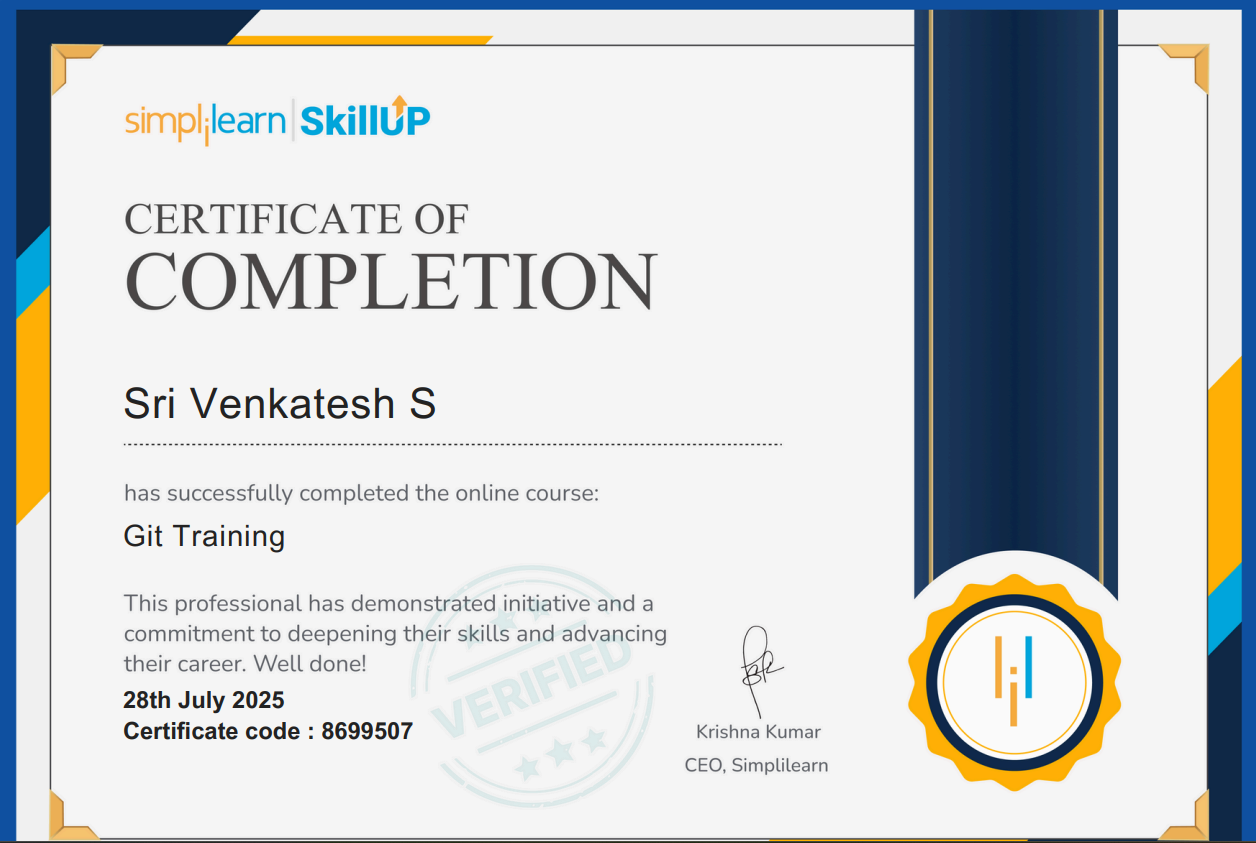 simplilearn | SkillUP
CERTIFICATE OF
COMPLETION
Sri Venkatesh S
has successfully completed the online course:
Git Training
This professional has demonstrated initiative and a
commitment to deepening their skills and advancing
their career. Well done!
28th July 2025
Certificate code : 8699507
VERIFIED
Krishna Kumar
CEO, Simplilearn